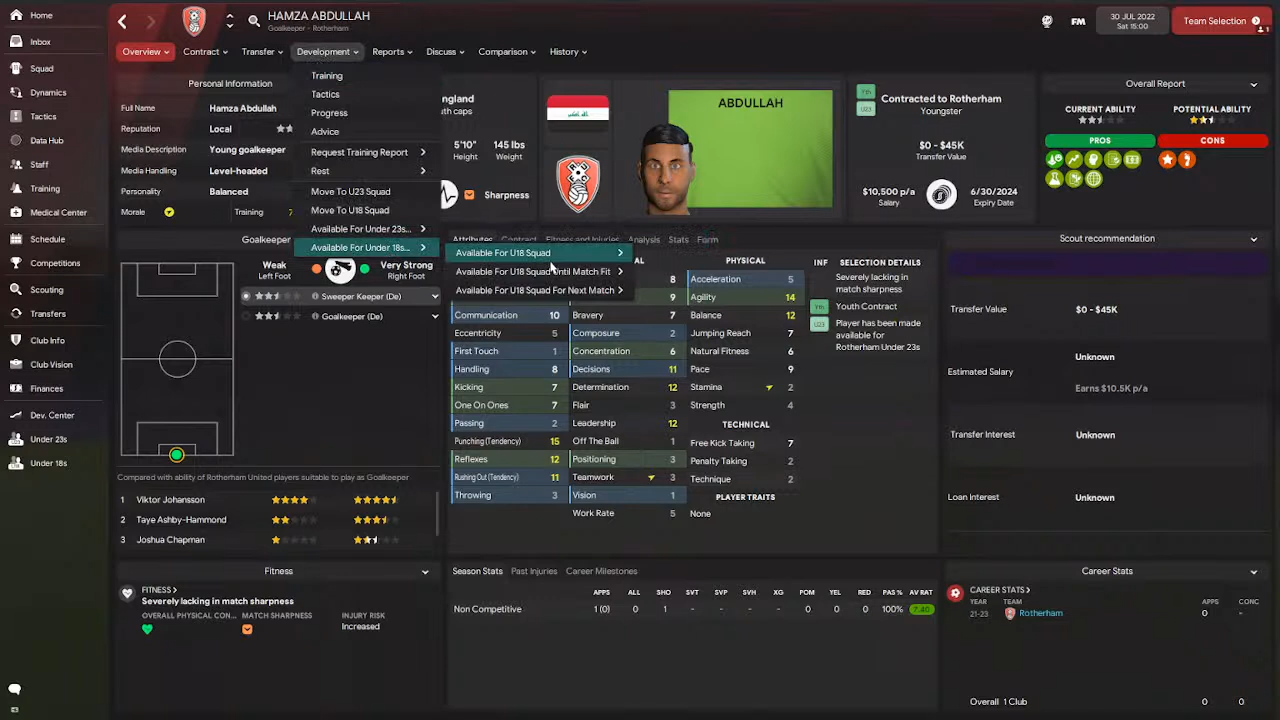 Home
Inbox
Squad
Dynamics
Tactics
Data Hub
Staff
Training
Medical Center
Schedule
Competitions
Scouting
Transfers
Club Info
Club Vision
Finances
Dev. Center
Under 23s
Under 18s
HAMZA ABDULLAH
Goalkeeper - Rotherham
FM
30 JUL 2022
Sat 15:00
Team Selection
1
Overview
Contract
Transfer
Development
Reports
Discuss
Comparison
History
Personal Information
Full Name Hamza Abdullah
Reputation Local
Media Description Young goalkeeper
Media Handling Level-headed
Personality Balanced
Morale Training 7
Training
Tactics
Progress
Advice
Request Training Report
Rest
Move To U23 Squad
Move To U18 Squad
Available For Under 23s...
Available For Under 18s...
Available For U18 Squad
Available For U18 Squad Until Match Fit
Available For U18 Squad For Next Match
ngland
uth caps
5'10" 145 lbs
Height Weight
Sharpness
ABDULLAH
Yth
U23
Contracted to Rotherham
Youngster
$0 - $45K
Transfer Value
$10,500 p/a
Salary
6/30/2024
Expiry Date
Overall Report
CURRENT ABILITY POTENTIAL ABILITY
PROS CONS
Goalkeeper
Weak
Left Foot
Very Strong
Right Foot
Sweeper Keeper (De)
Goalkeeper (De)
Compared with ability of Rotherham United players suitable to play as Goalkeeper
1 Viktor Johansson
2 Taye Ashby-Hammond
3 Joshua Chapman
Attributes Contract Fitness and Injuries Analysis Stats Form
AL
8
9
Communication 10
Eccentricity 5
First Touch 1
Handling 8
Kicking 7
One On Ones 7
Passing 2
Punching (Tendency) 15
Reflexes 12
Rushing Out (Tendency) 11
Throwing 3
Bravery 7
Composure 2
Concentration 6
Decisions 11
Determination 12
Flair 3
Leadership 12
Off The Ball 1
Positioning 3
Teamwork 3
Vision 1
Work Rate 5
PHYSICAL
Acceleration 5
Agility 14
Balance 12
Jumping Reach 7
Natural Fitness 6
Pace 9
Stamina 2
Strength 4
TECHNICAL
Free Kick Taking 7
Penalty Taking 2
Technique 2
PLAYER TRAITS
None
INF SELECTION DETAILS
Severely lacking in
match sharpness
Yth Youth Contract
U23 Player has been made
available for
Rotherham Under 23s
Scout recommendation
Transfer Value $0 - $45K
Estimated Salary Unknown
Earns $10.5K p/a
Transfer Interest Unknown
Loan Interest Unknown
Fitness
FITNESS
Severely lacking in match sharpness
OVERALL PHYSICAL CON... MATCH SHARPNESS INJURY RISK
Increased
Season Stats Past Injuries Career Milestones
APPS ALL SHO SVT SVP SVH XG POM YEL RED PAS % AV RAT
Non Competitive 1 (0) 0 1 - - - - 0 0 0 100% 7.40
Career Stats
CAREER STATS
YEAR TEAM APPS CONC
21-23 Rotherham 0 -
Overall 1 Club 0 0